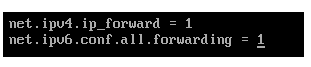 net.ipv4.ip_forward = 1
net.ipv6.conf.all.forwarding = 1